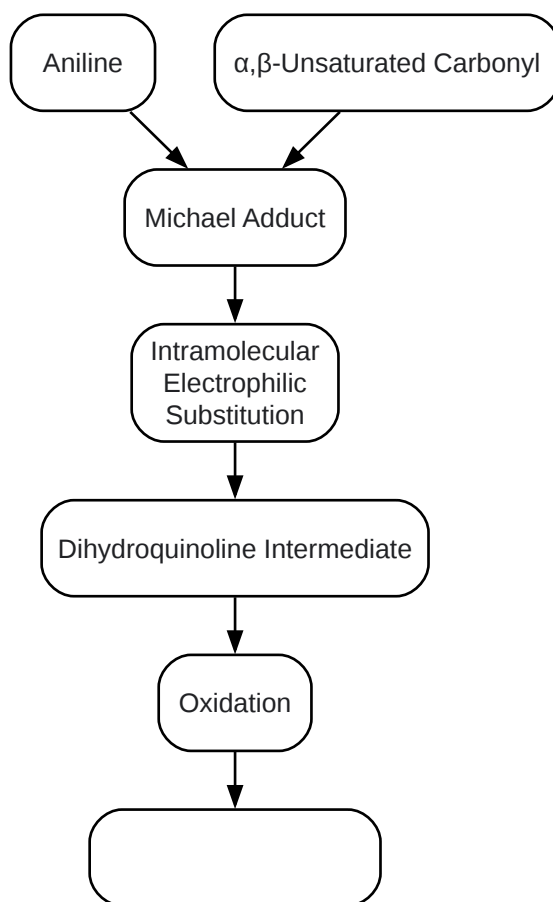 Aniline
α,β-Unsaturated Carbonyl
Michael Adduct
Intramolecular
Electrophilic
Substitution
Dihydroquinoline Intermediate
Oxidation